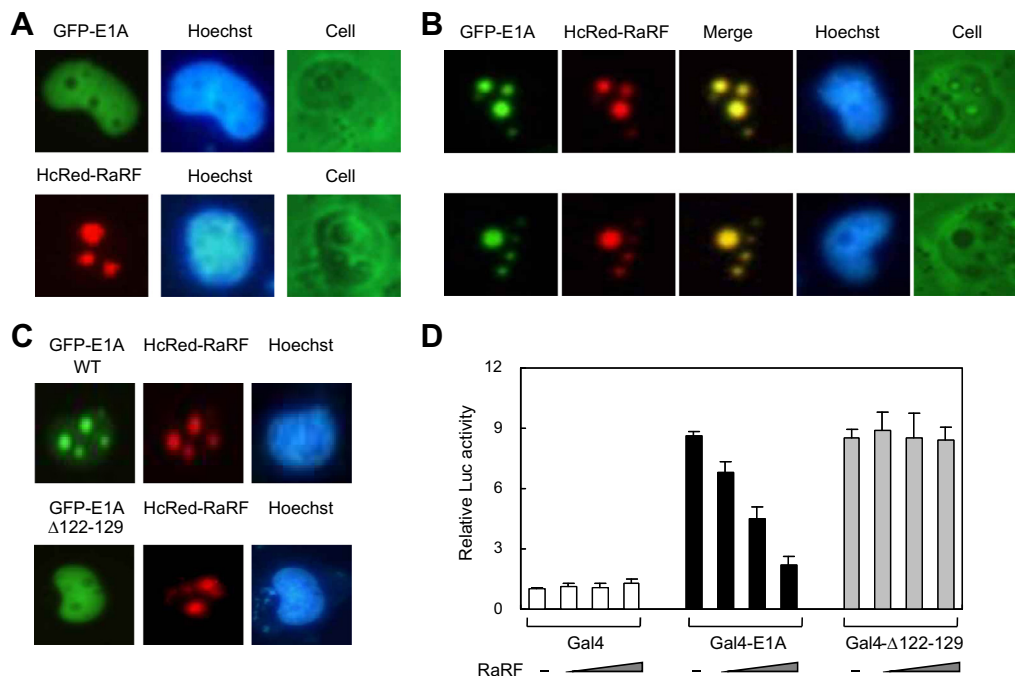 A
GFP-E1A Hoechst Cell
HcRed-RaRF Hoechst Cell
B
GFP-E1A HcRed-RaRF Merge Hoechst Cell
C
GFP-E1A WT HcRed-RaRF Hoechst
GFP-E1A Δ122-129 HcRed-RaRF Hoechst
D
Relative Luc activity
12
9
6
3
0
Gal4 Gal4-E1A Gal4-Δ122-129
RaRF – – –